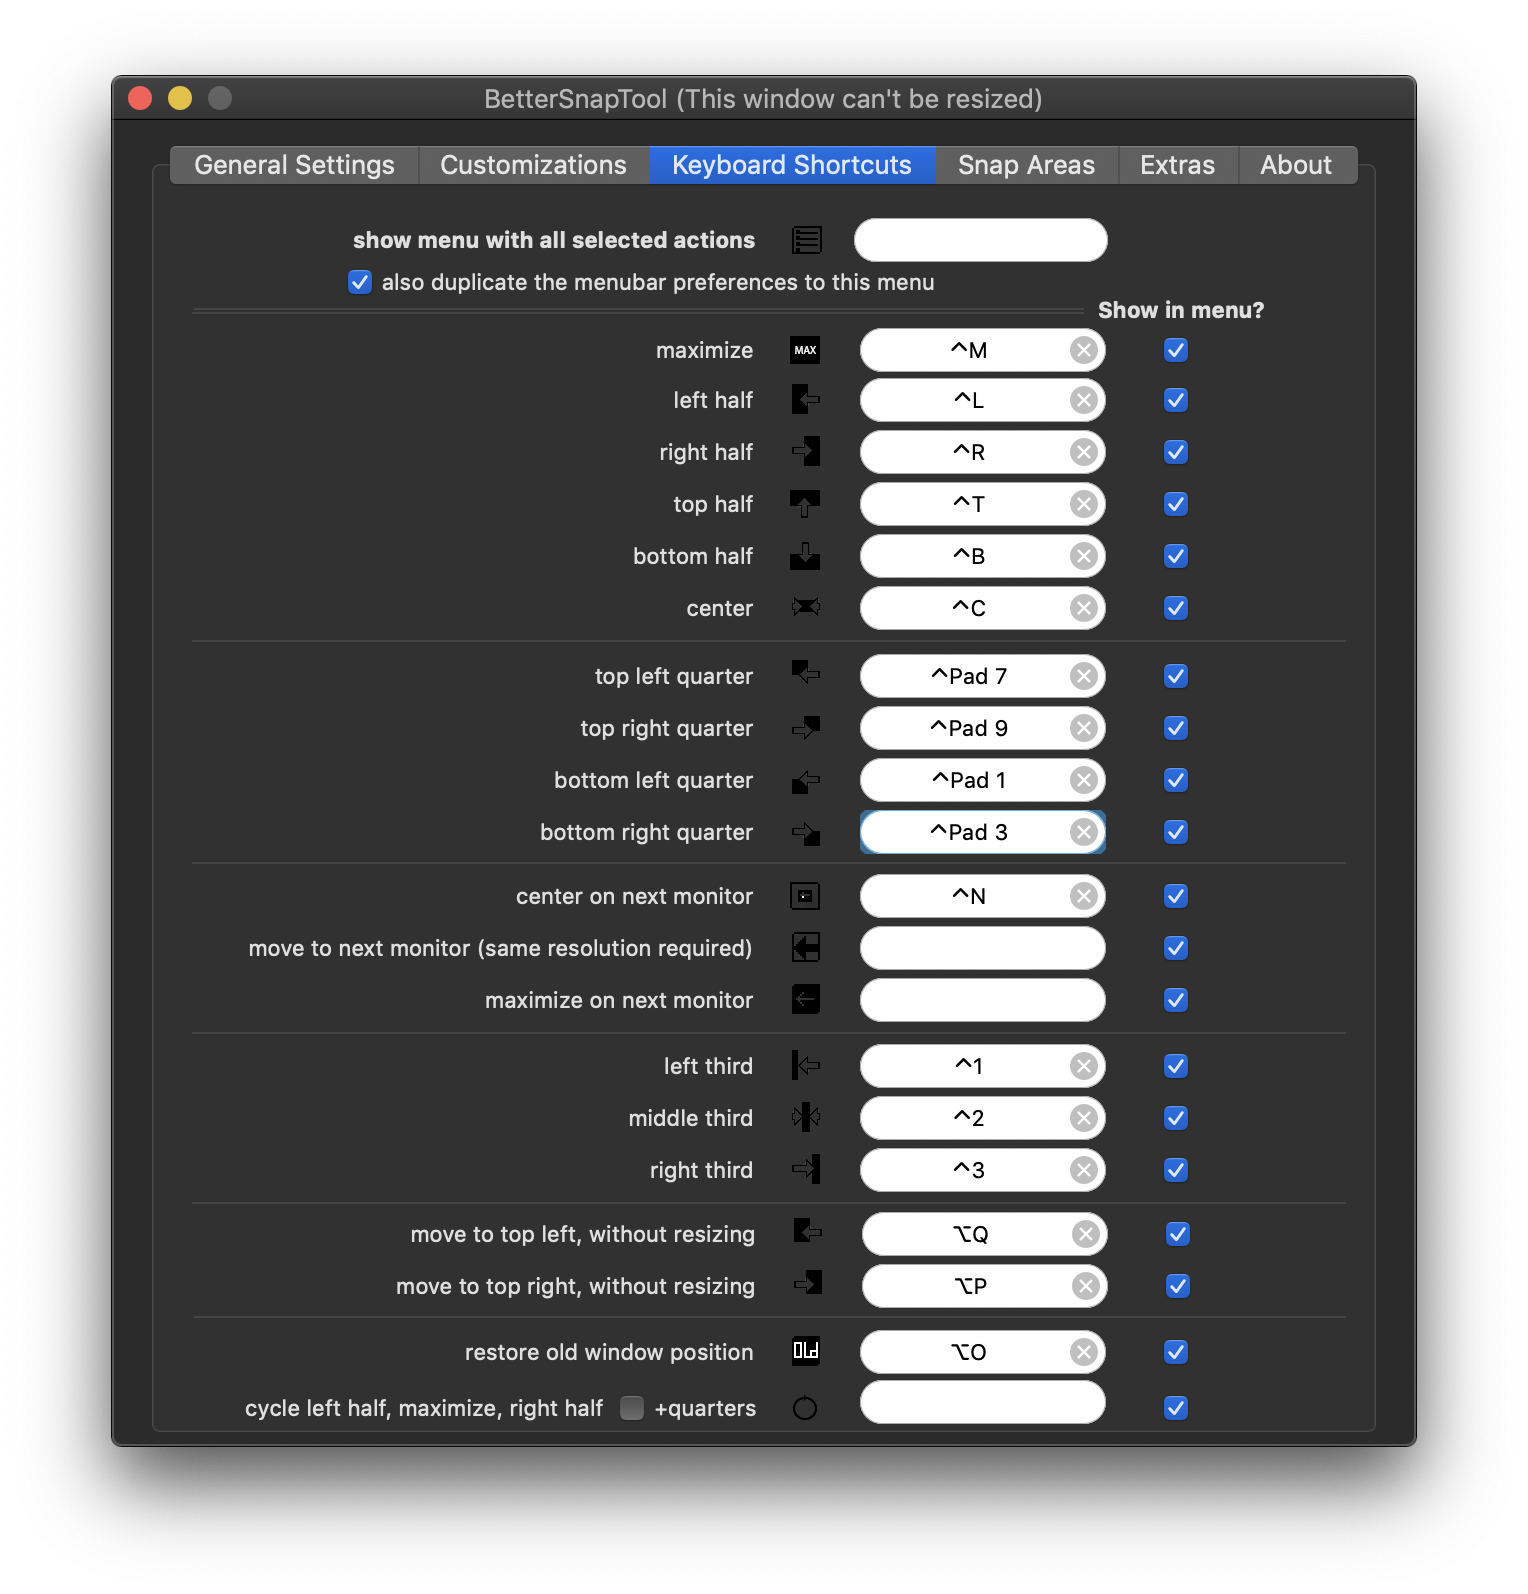 BetterSnapTool (This window can't be resized)
General Settings Customizations Keyboard Shortcuts Snap Areas Extras About
show menu with all selected actions
also duplicate the menubar preferences to this menu
Show in menu?
maximize MAX ^M
left half ^L
right half ^R
top half ^T
bottom half ^B
center ^C
top left quarter ^Pad 7
top right quarter ^Pad 9
bottom left quarter ^Pad 1
bottom right quarter ^Pad 3
center on next monitor ^N
move to next monitor (same resolution required)
maximize on next monitor
left third ^1
middle third ^2
right third ^3
move to top left, without resizing ⌥Q
move to top right, without resizing ⌥P
restore old window position OLd ⌥O
cycle left half, maximize, right half +quarters